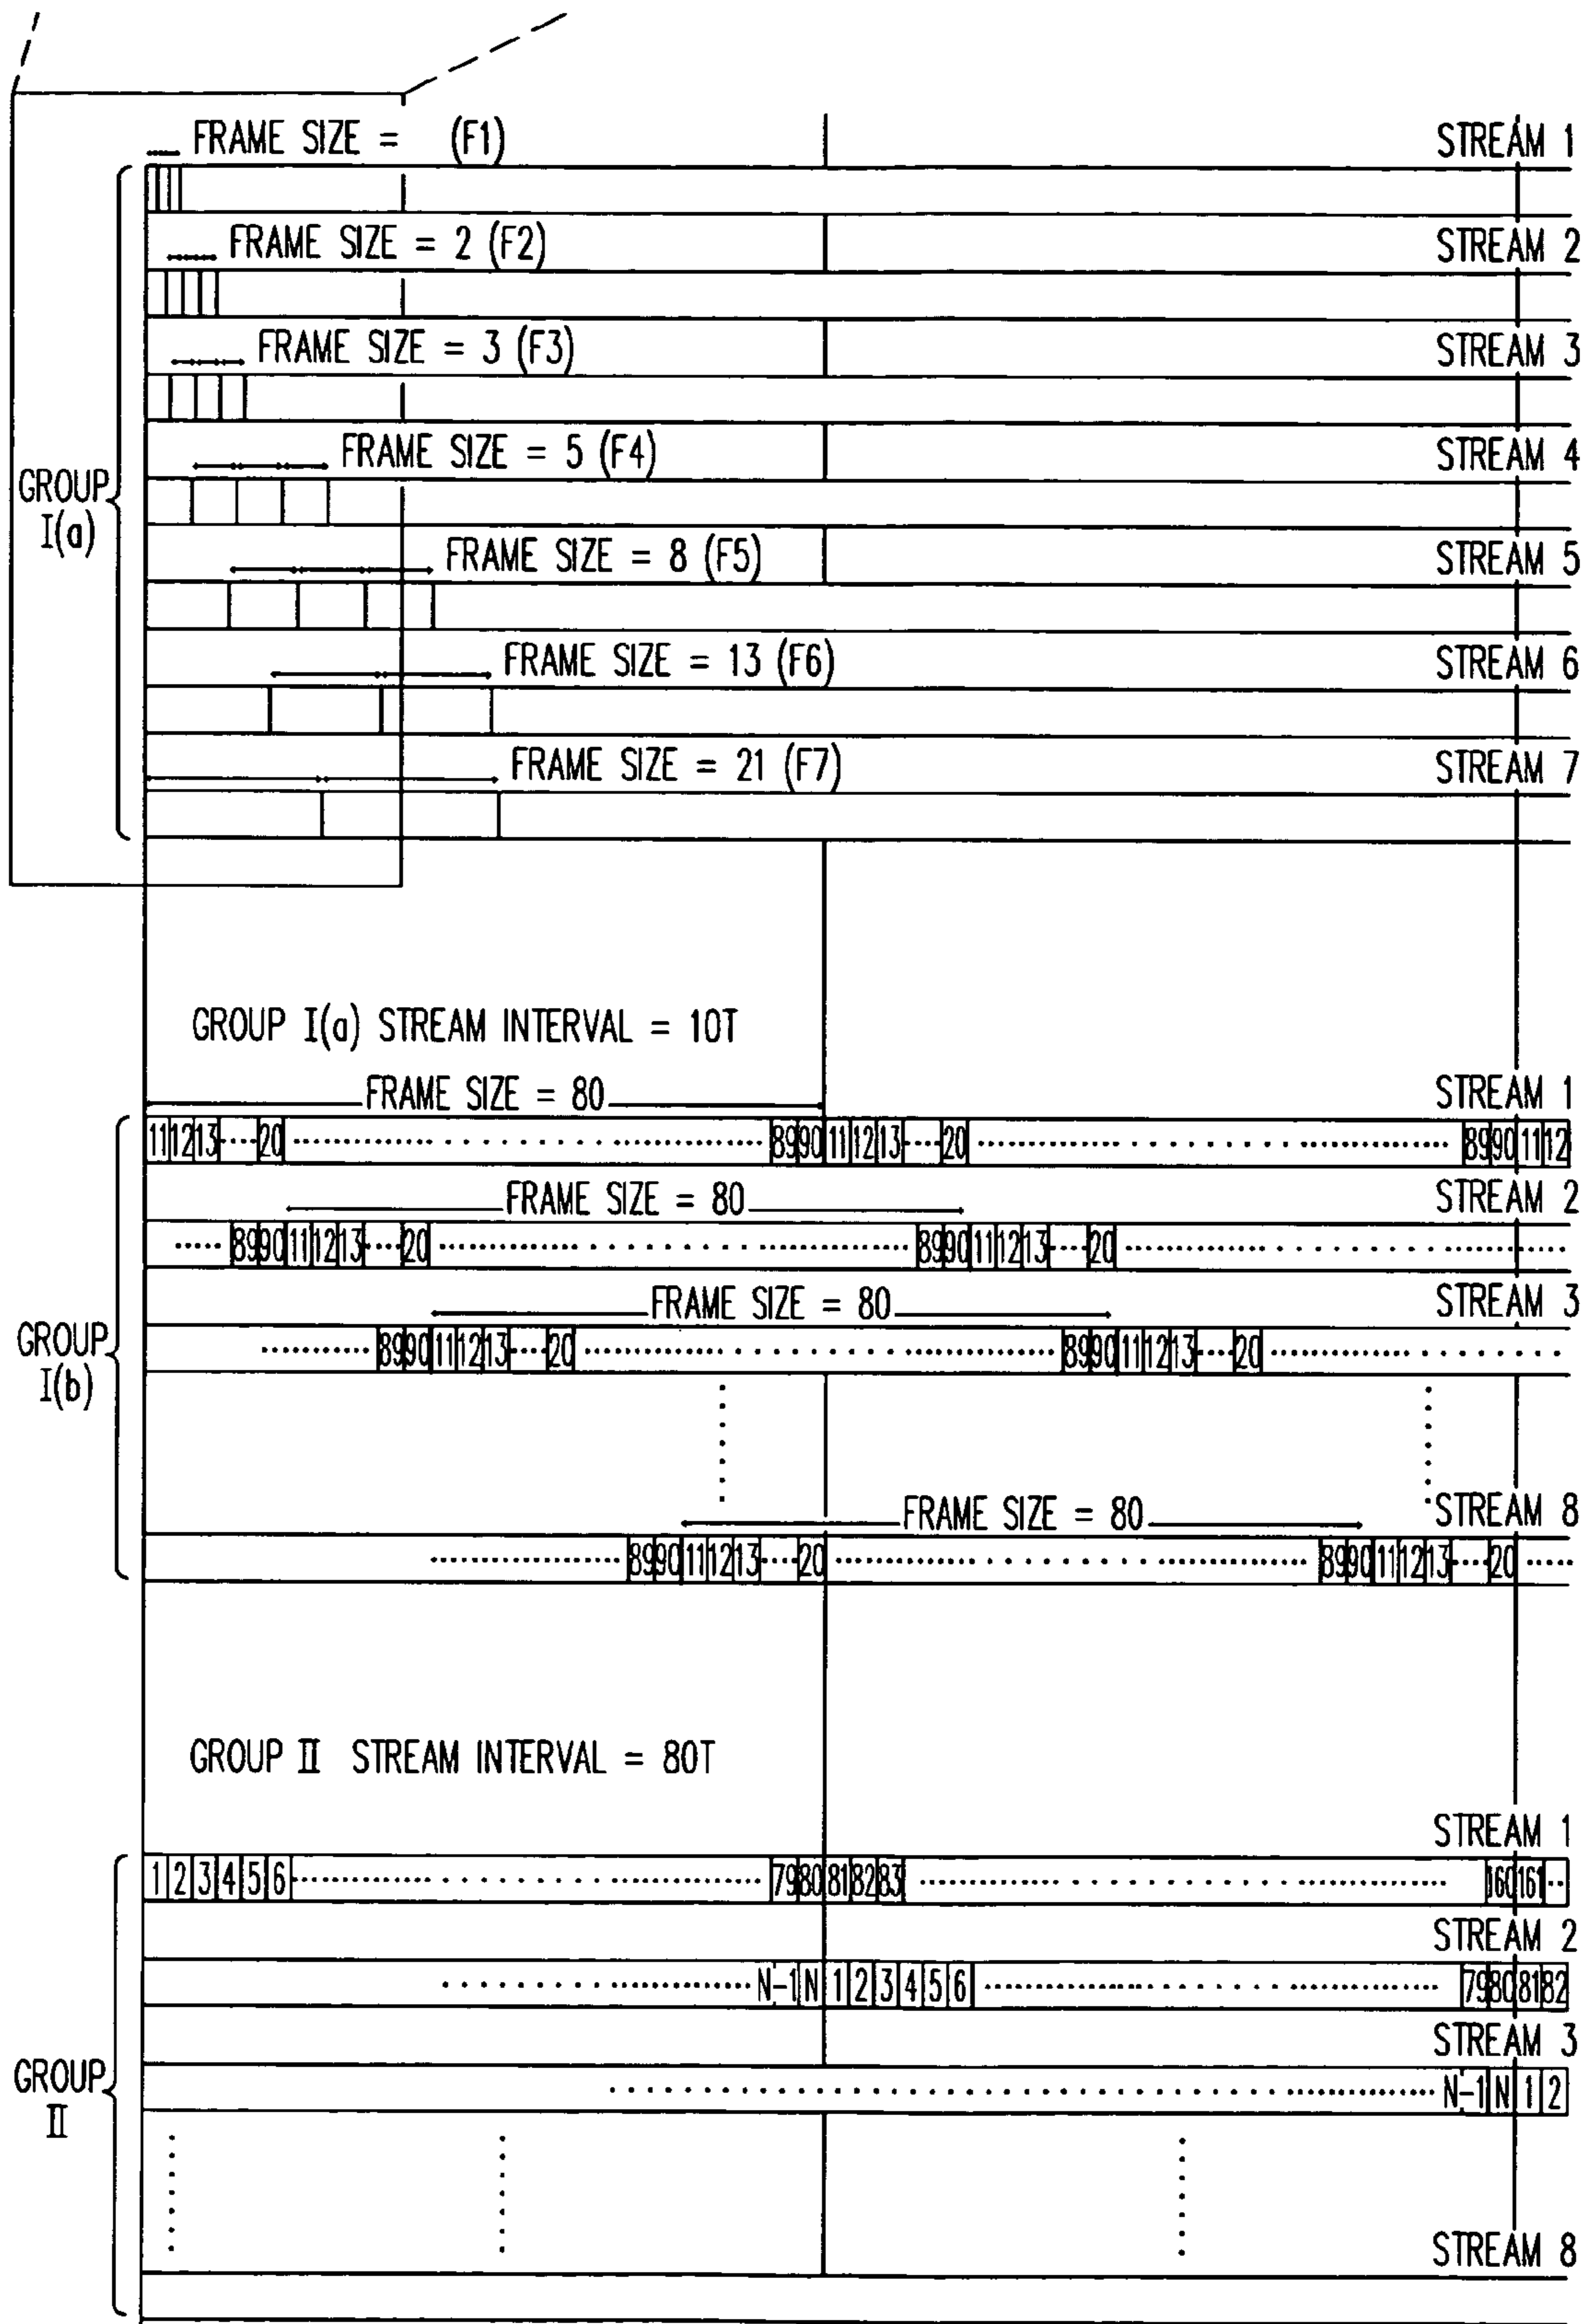 FRAME SIZE = (F1) STREAM 1
FRAME SIZE = 2 (F2) STREAM 2
FRAME SIZE = 3 (F3) STREAM 3
FRAME SIZE = 5 (F4) STREAM 4
GROUP I(a)
FRAME SIZE = 8 (F5) STREAM 5
FRAME SIZE = 13 (F6) STREAM 6
FRAME SIZE = 21 (F7) STREAM 7
GROUP I(a) STREAM INTERVAL = 10T
FRAME SIZE = 80 STREAM 1
11 12 13 20 89 90 11 12 13 20 89 90 11 12
FRAME SIZE = 80 STREAM 2
89 90 11 12 13 20 89 90 11 12 13 20
FRAME SIZE = 80 STREAM 3
GROUP I(b)
89 90 11 12 13 20 89 90 11 12 13 20
FRAME SIZE = 80 STREAM 8
89 90 11 12 13 20 89 90 11 12 13 20
GROUP II STREAM INTERVAL = 80T
STREAM 1
1 2 3 4 5 6 79 80 81 82 83 160 161
STREAM 2
N-1 N 1 2 3 4 5 6 79 80 81 82
STREAM 3
GROUP II
N-1 N 1 2
STREAM 8